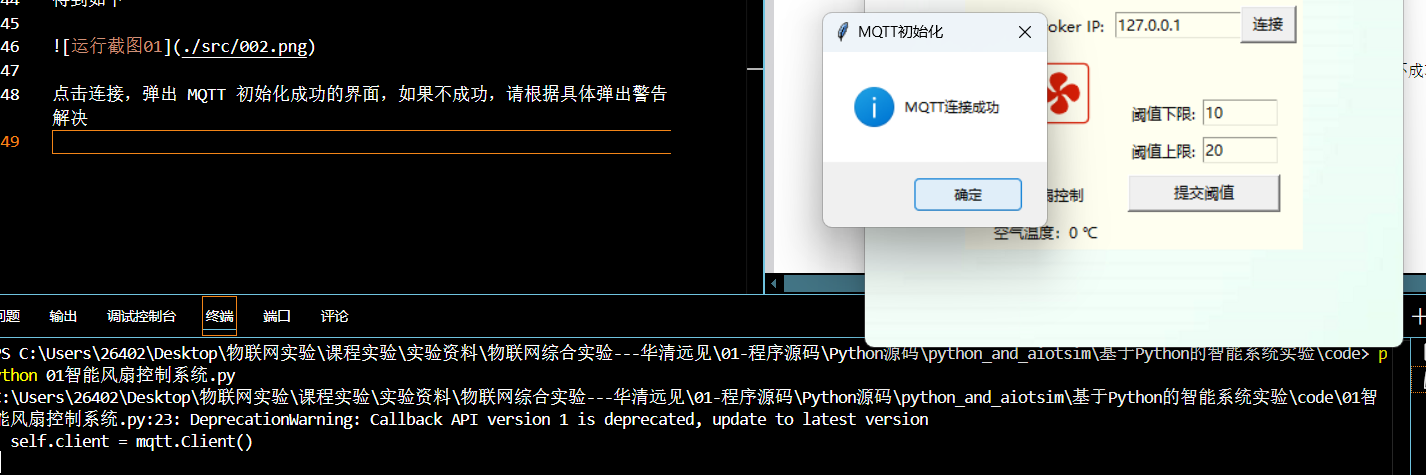 44 得到如下
45
46 ![运行截图01](./src/002.png)
47
48 点击连接，弹出 MQTT 初始化成功的界面，如果不成功，请根据具体弹出警告
解决
49
MQTT初始化
MQTT连接成功
确定
oker IP: 127.0.0.1 连接
阈值下限: 10
阈值上限: 20
扇控制 提交阈值
空气温度: 0 ℃
不成
问题 输出 调试控制台 终端 端口 评论
PS C:\Users\26402\Desktop\物联网实验\课程实验\实验资料\物联网综合实验---华清远见\01-程序源码\Python源码\python_and_aiotsim\基于Python的智能系统实验\code> p
ython 01智能风扇控制系统.py
C:\Users\26402\Desktop\物联网实验\课程实验\实验资料\物联网综合实验---华清远见\01-程序源码\Python源码\python_and_aiotsim\基于Python的智能系统实验\code\01智
能风扇控制系统.py:23: DeprecationWarning: Callback API version 1 is deprecated, update to latest version
self.client = mqtt.Client()